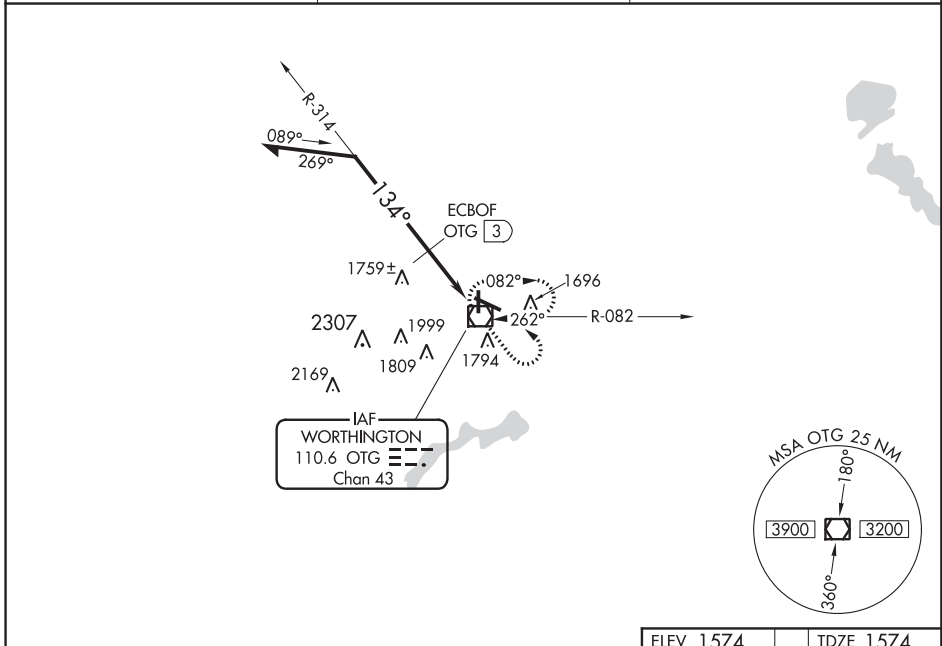 R-314
089°
269°
134°
ECBOF
OTG 3
1759±
082°
1696
262°
R-082
2307
1999
1809
1794
2169
IAF
WORTHINGTON
110.6 OTG
Chan 43
MSA OTG 25 NM
180°
3900
3200
360°
ELEV 1574
TDZE 1574